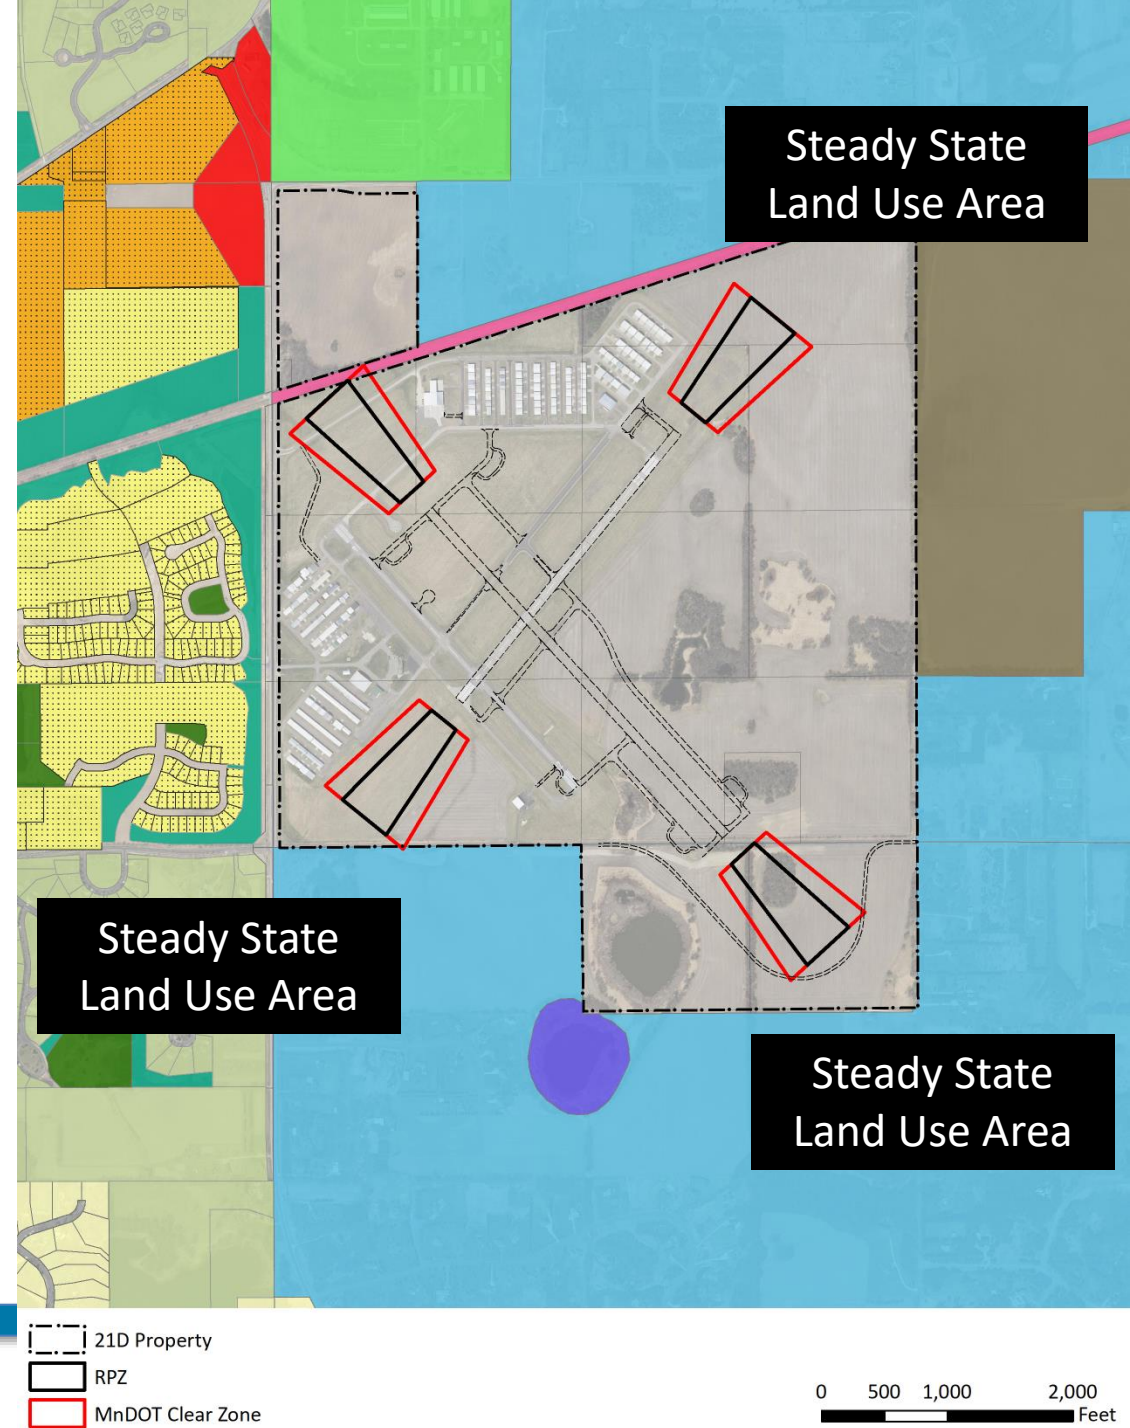 Steady State
Land Use Area
Steady State
Land Use Area
Steady State
Land Use Area
21D Property
RPZ
MnDOT Clear Zone
0 500 1,000 2,000
Feet